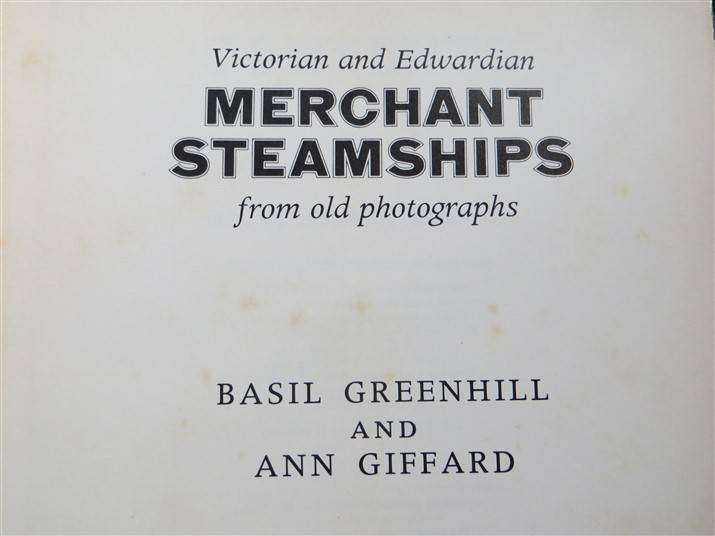 Victorian and Edwardian
MERCHANT
STEAMSHIPS
from old photographs
BASIL GREENHILL
AND
ANN GIFFARD